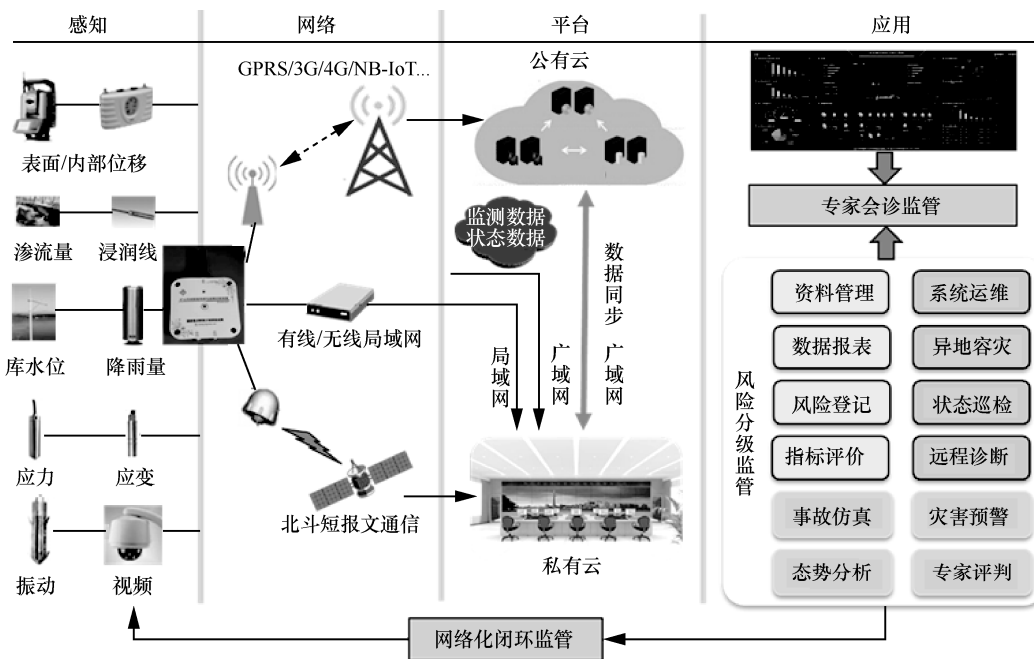 感知
网络
平台
应用
GPRS/3G/4G/NB-IoT...
公有云
表面/内部位移
渗流量
浸润线
库水位
降雨量
应力
应变
振动
视频
有线/无线局域网
北斗短报文通信
监测数据
状态数据
数据同步
局域网
广域网
广域网
私有云
专家会诊监管
风险分级监管
资料管理
系统运维
数据报表
异地容灾
风险登记
状态巡检
指标评价
远程诊断
事故仿真
灾害预警
态势分析
专家评判
网络化闭环监管